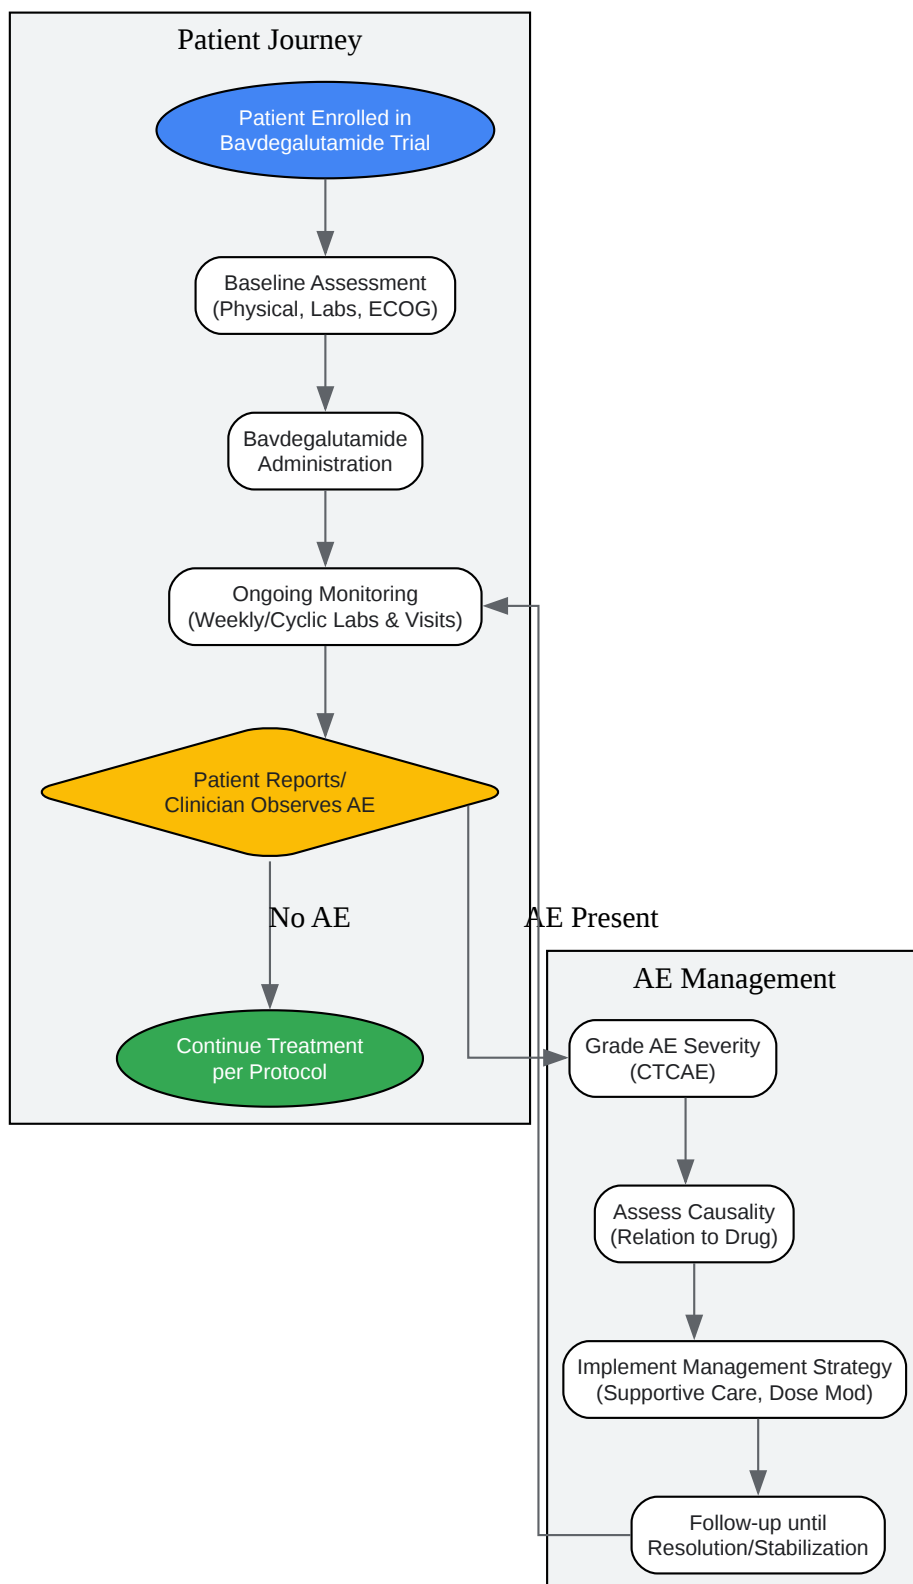 Patient Journey
Patient Enrolled in
Bavdegalutamide Trial
Baseline Assessment
(Physical, Labs, ECOG)
Bavdegalutamide
Administration
Ongoing Monitoring
(Weekly/Cyclic Labs & Visits)
Patient Reports/
Clinician Observes AE
No AE
AE Present
Continue Treatment
per Protocol
AE Management
Grade AE Severity
(CTCAE)
Assess Causality
(Relation to Drug)
Implement Management Strategy
(Supportive Care, Dose Mod)
Follow-up until
Resolution/Stabilization